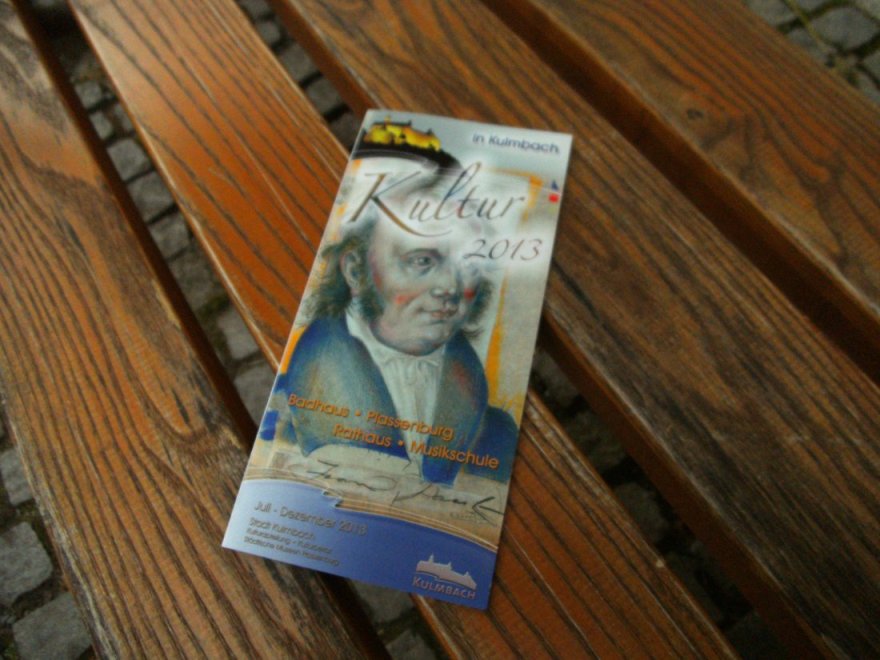 in Kulmbach
Kultur
2013
Badhaus • Plassenburg
Rathaus • Musikschule
Juli - Dezember 2013
Stadt Kulmbach
KULMBACH